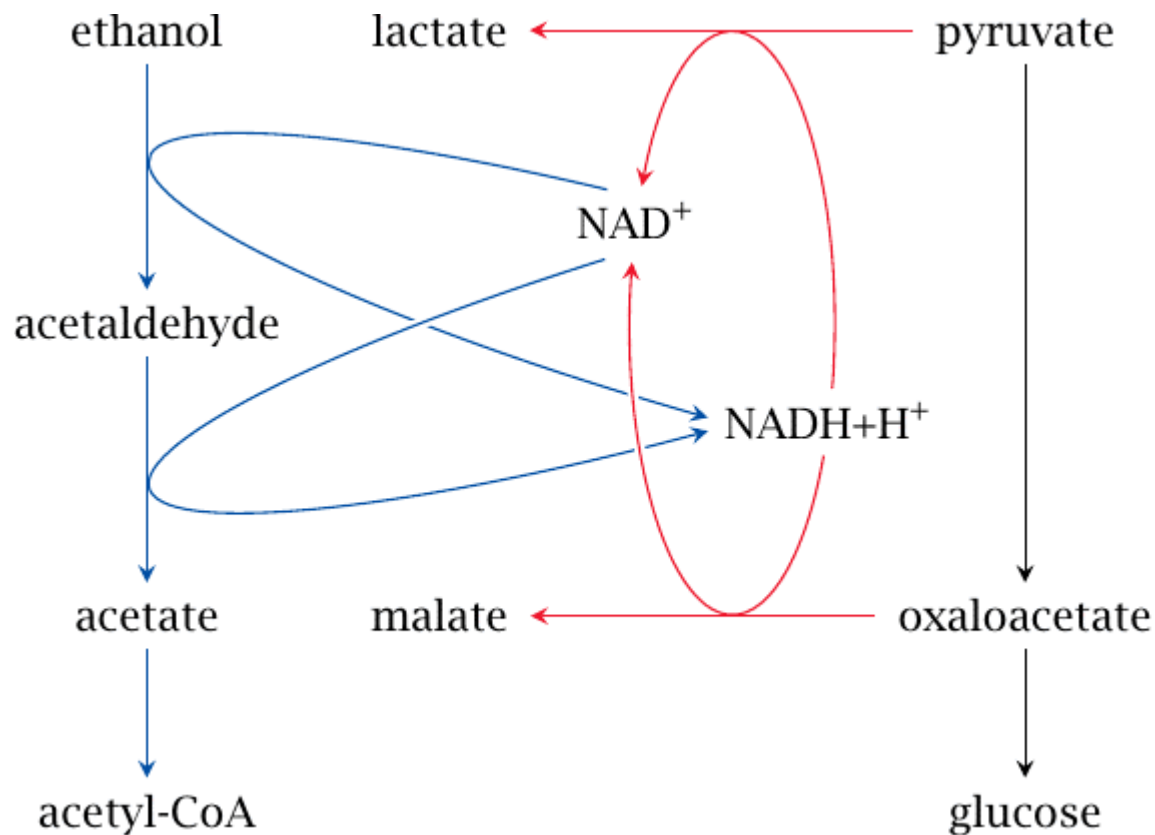 ethanol lactate pyruvate
NAD⁺
acetaldehyde
NADH+H⁺
acetate malate oxaloacetate
acetyl-CoA glucose